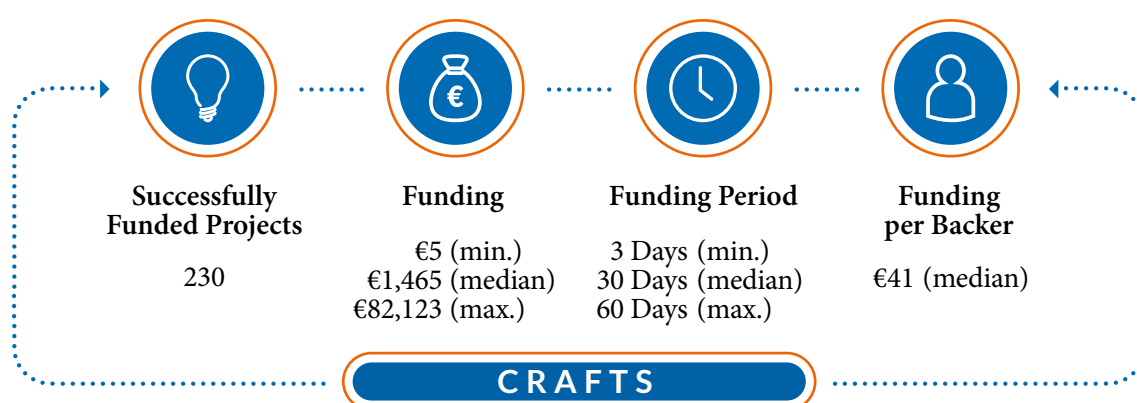 €
Successfully
Funded Projects
230
Funding
€5 (min.)
€1,465 (median)
€82,123 (max.)
Funding Period
3 Days (min.)
30 Days (median)
60 Days (max.)
Funding
per Backer
€41 (median)
CRAFTS